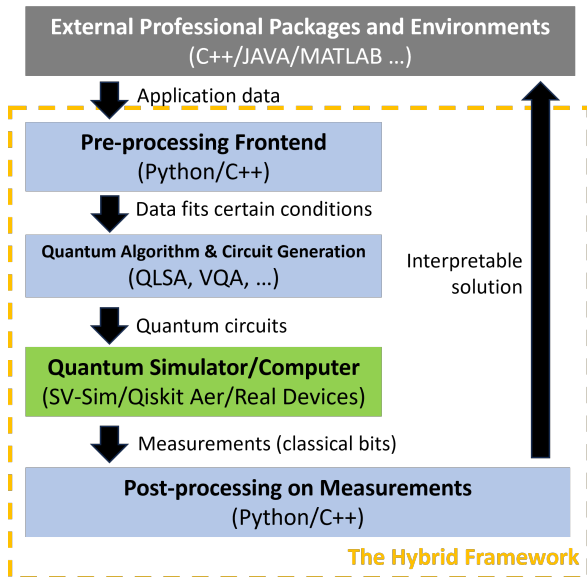 External Professional Packages and Environments
(C++/JAVA/MATLAB ...)
Application data
Pre-processing Frontend
(Python/C++)
Data fits certain conditions
Quantum Algorithm & Circuit Generation
(QLSA, VQA, ...)
Interpretable
solution
Quantum circuits
Quantum Simulator/Computer
(SV-Sim/Qiskit Aer/Real Devices)
Measurements (classical bits)
Post-processing on Measurements
(Python/C++)
The Hybrid Framework